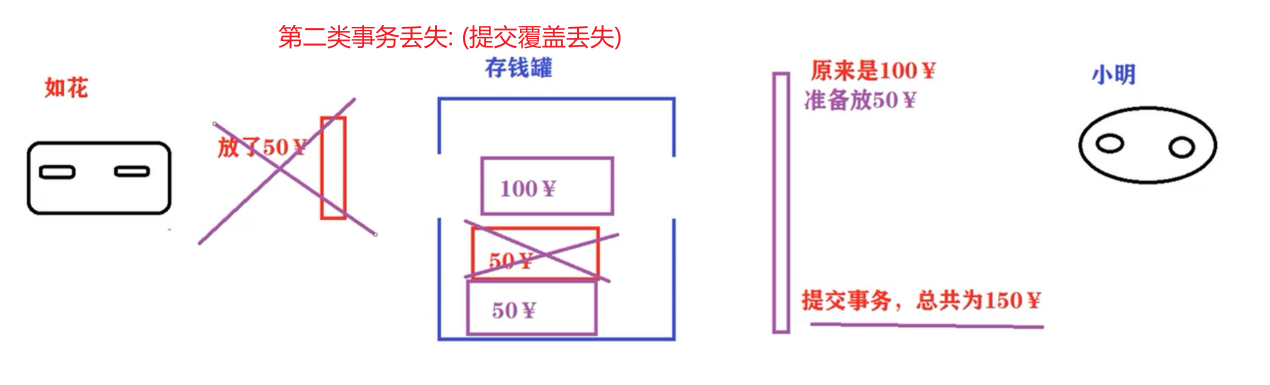 第二类事务丢失: (提交覆盖丢失)
存钱罐
如花
放了50¥
100¥
50¥
50¥
原来是100¥
准备放50¥
提交事务，总共为150¥
小明